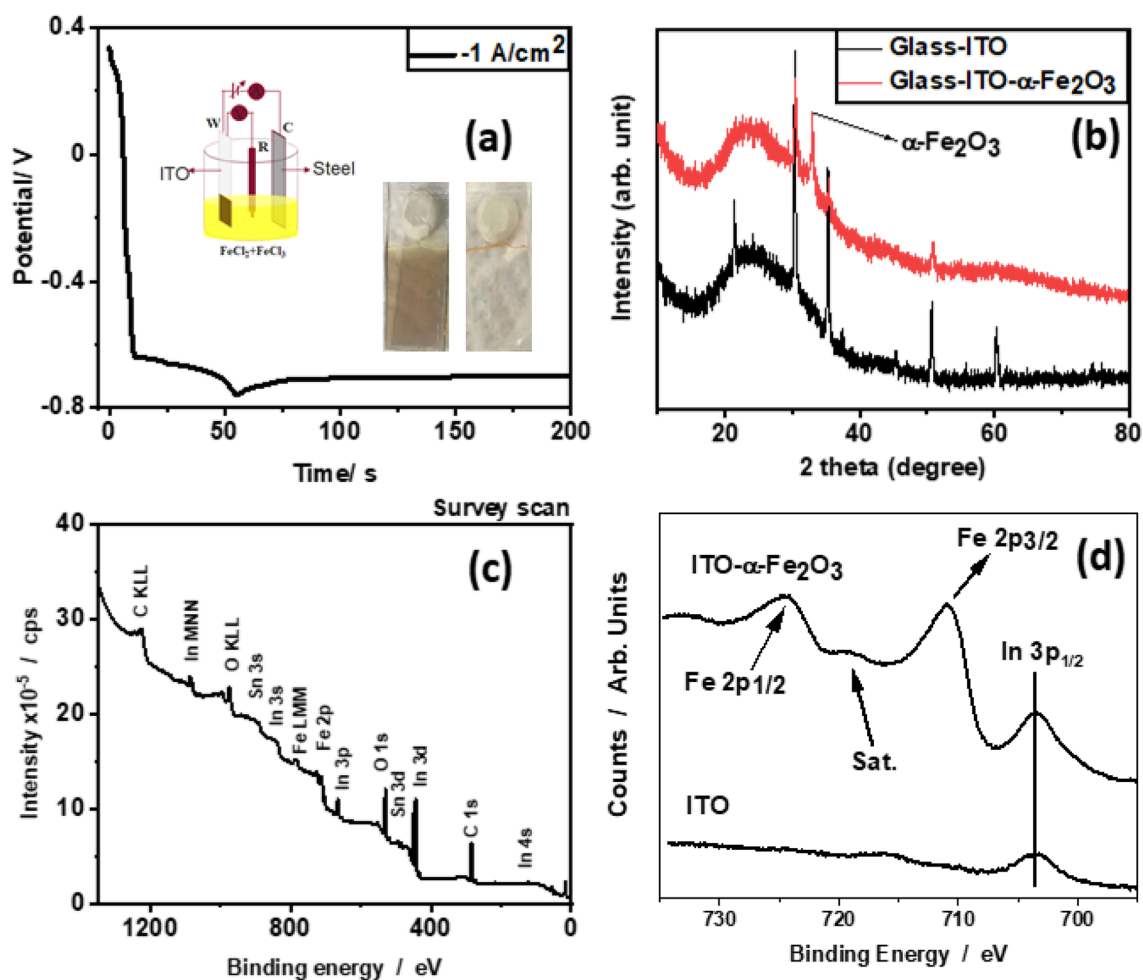 0.4
0
-0.4
-0.8
Potential/ V
-1 A/cm²
(a)
W
A
C
R
ITO
Steel
FeCl₂+FeCl₃
0
50
100
150
200
Time/ s
Glass-ITO
Glass-ITO-α-Fe₂O₃
(b)
α-Fe₂O₃
Intensity (arb. unit)
20
40
60
80
2 theta (degree)
Survey scan
40
30
20
10
0
Intensity x10⁻⁵ / cps
(c)
C KLL
In MNN
O KLL
Sn 3s
In 3s
Fe LMM
Fe 2p
In 3p
O 1s
Sn 3d
In 3d
C 1s
In 4s
1200
800
400
0
Binding energy / eV
(d)
Fe 2p3/2
ITO-α-Fe₂O₃
Fe 2p1/2
In 3p₁/₂
Sat.
ITO
Counts / Arb. Units
730
720
710
700
Binding Energy / eV